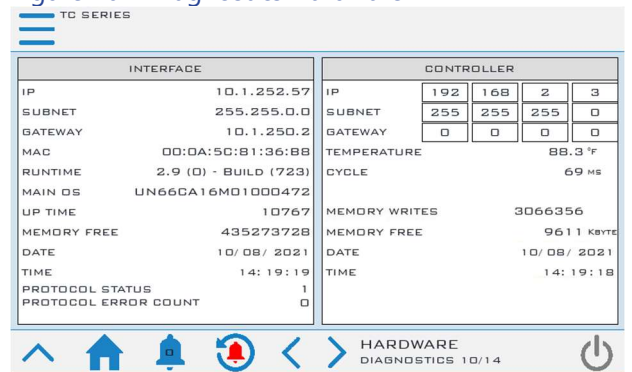 TC SERIES
INTERFACE
IP 10.1.252.57
SUBNET 255.255.0.0
GATEWAY 10.1.250.2
MAC 00:0A:5C:81:36:B8
RUNTIME 2.9 (0) - BUILD (723)
MAIN OS UN66CA16M01000472
UP TIME 10767
MEMORY FREE 435273728
DATE 10/ 08/ 2021
TIME 14: 19: 19
PROTOCOL STATUS 1
PROTOCOL ERROR COUNT 0
CONTROLLER
IP 192 168 2 3
SUBNET 255 255 255 0
GATEWAY 0 0 0 0
TEMPERATURE 88.3 °F
CYCLE 69 MS
MEMORY WRITES 3066356
MEMORY FREE 9611 KBYTE
DATE 10/ 08/ 2021
TIME 14: 19:18
0
HARDWARE
DIAGNOSTICS 10/14